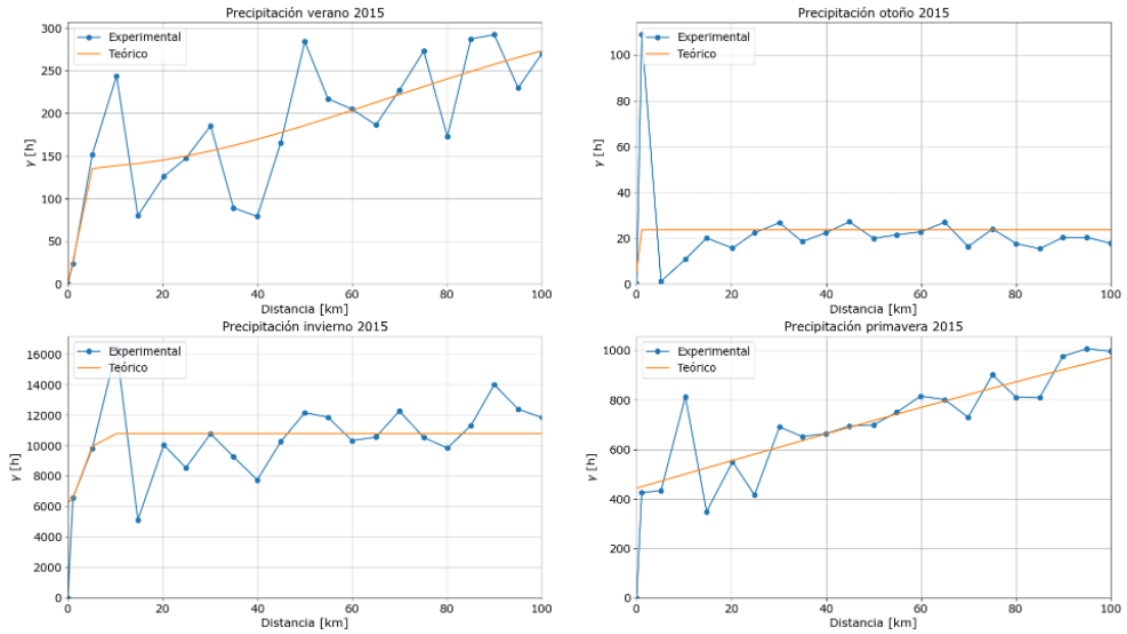 Precipitación verano 2015
Experimental
Teórico
γ [h]
300
250
200
150
100
50
0
0 20 40 60 80 100
Distancia [km]
Precipitación otoño 2015
Experimental
Teórico
γ [h]
100
80
60
40
20
0
0 20 40 60 80 100
Distancia [km]
Precipitación invierno 2015
Experimental
Teórico
γ [h]
16000
14000
12000
10000
8000
6000
4000
2000
0
0 20 40 60 80 100
Distancia [km]
Precipitación primavera 2015
Experimental
Teórico
γ [h]
1000
800
600
400
200
0
0 20 40 60 80 100
Distancia [km]